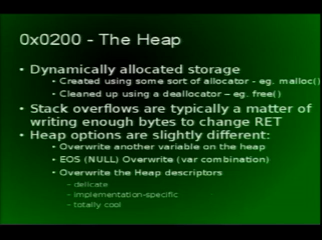 0x0200 - The Heap
• Dynamically allocated storage
• Created using some sort of allocator - eg. malloc()
• Cleaned up using a deallocator – eg. free()
• Stack overflows are typically a matter of
writing enough bytes to change RET
• Heap options are slightly different:
• Overwrite another variable on the heap
• EOS (NULL) Overwrite (var combination)
• Overwrite the Heap descriptors
– delicate
– implementation-specific
– totally cool